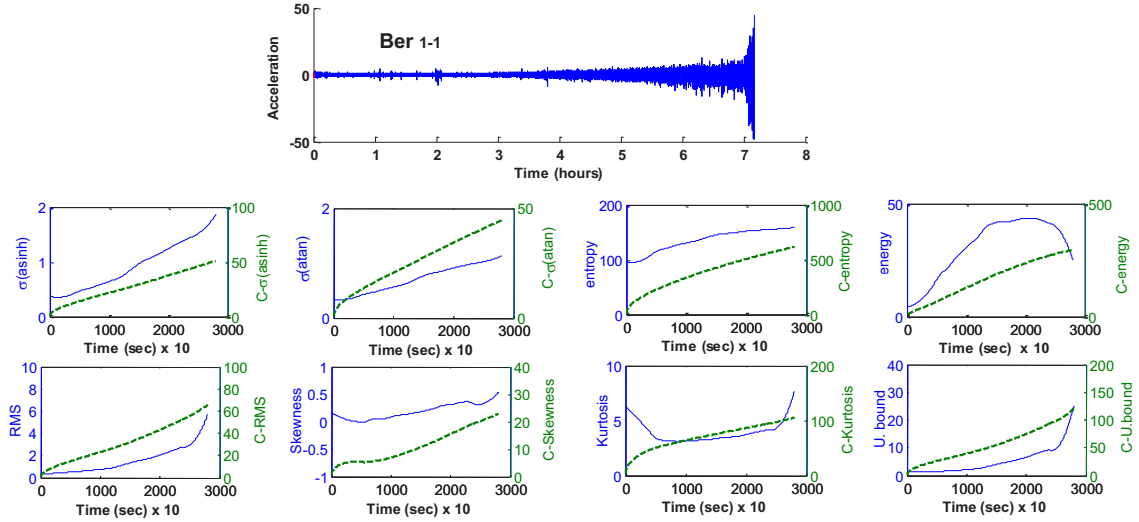 Ber 1-1
Acceleration
50
0
-50
0 1 2 3 4 5 6 7 8
Time (hours)
σ(asinh)
2
1
0
100
50
0
C-σ(asinh)
0 1000 2000 3000
Time (sec) x 10
σ(atan)
2
1
0
50
0
C-σ(atan)
0 1000 2000 3000
Time (sec) x 10
entropy
200
100
0
1000
500
0
C-entropy
0 1000 2000 3000
Time (sec) x 10
energy
50
0
500
0
C-energy
0 1000 2000 3000
Time (sec) x 10
RMS
10
8
6
4
2
0
100
80
60
40
20
0
C-RMS
0 1000 2000 3000
Time (sec) x 10
Skewness
1
0.5
0
S-0.5
-1
40
30
20
10
0
C-Skewness
0 1000 2000 3000
Time (sec) x 10
Kurtosis
10
5
0
200
100
0
C-Kurtosis
0 1000 2000 3000
Time (sec) x 10
U. bound
40
30
20
10
0
200
150
100
50
0
C-U.bound
0 1000 2000 3000
Time (sec) x 10